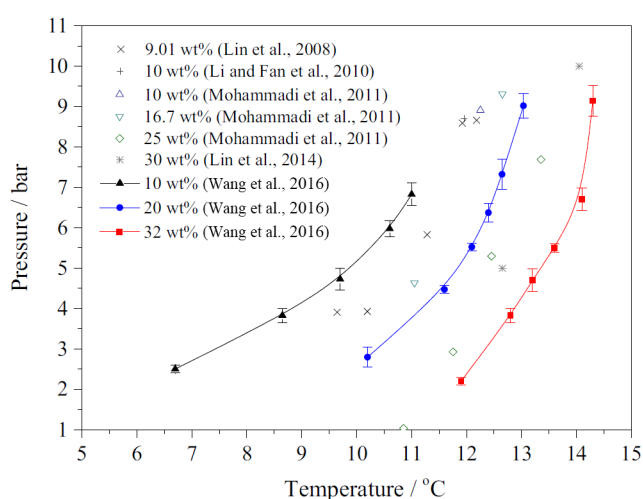 11
10
9
8
7
6
5
4
3
2
1
Pressure / bar
9.01 wt% (Lin et al., 2008)
10 wt% (Li and Fan et al., 2010)
10 wt% (Mohammadi et al., 2011)
16.7 wt% (Mohammadi et al., 2011)
25 wt% (Mohammadi et al., 2011)
30 wt% (Lin et al., 2014)
10 wt% (Wang et al., 2016)
20 wt% (Wang et al., 2016)
32 wt% (Wang et al., 2016)
5 6 7 8 9 10 11 12 13 14 15
Temperature / °C